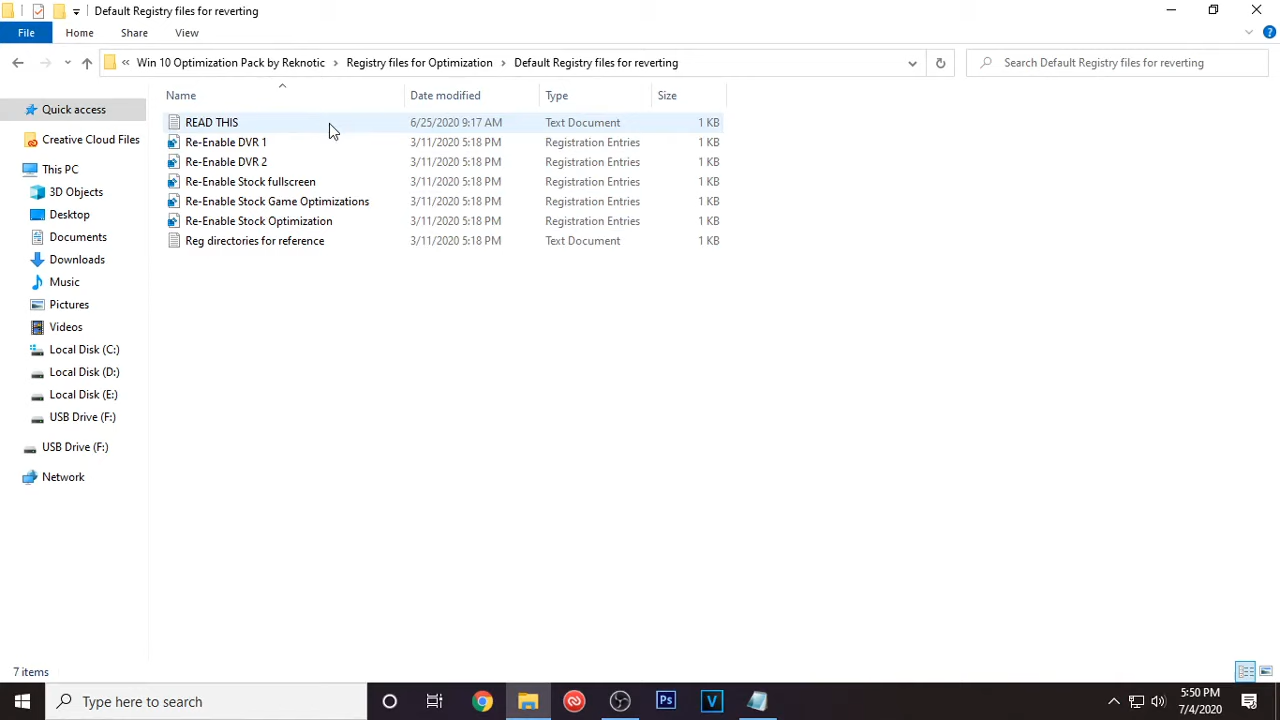 Default Registry files for reverting
File Home Share View
« Win 10 Optimization Pack by Reknotic > Registry files for Optimization > Default Registry files for reverting
Search Default Registry files for reverting
Name Date modified Type Size
READ THIS 6/25/2020 9:17 AM Text Document 1 KB
Re-Enable DVR 1 3/11/2020 5:18 PM Registration Entries 1 KB
Re-Enable DVR 2 3/11/2020 5:18 PM Registration Entries 1 KB
Re-Enable Stock fullscreen 3/11/2020 5:18 PM Registration Entries 1 KB
Re-Enable Stock Game Optimizations 3/11/2020 5:18 PM Registration Entries 1 KB
Re-Enable Stock Optimization 3/11/2020 5:18 PM Registration Entries 1 KB
Reg directories for reference 3/11/2020 5:18 PM Text Document 1 KB
Quick access
Creative Cloud Files
This PC
3D Objects
Desktop
Documents
Downloads
Music
Pictures
Videos
Local Disk (C:)
Local Disk (D:)
Local Disk (E:)
USB Drive (F:)
USB Drive (F:)
Network
7 items
Type here to search
Ps
V
5:50 PM
7/4/2020